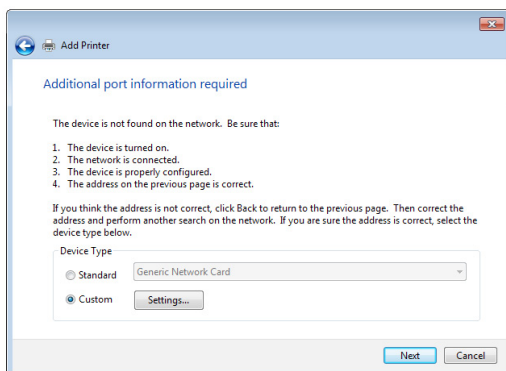 Add Printer
Additional port information required
The device is not found on the network.  Be sure that:
1.  The device is turned on.
2.  The network is connected.
3.  The device is properly configured.
4.  The address on the previous page is correct.
If you think the address is not correct, click Back to return to the previous page.  Then correct the
address and perform another search on the network.  If you are sure the address is correct, select the
device type below.
Device Type
Standard
Generic Network Card
Custom
Settings...
Next
Cancel